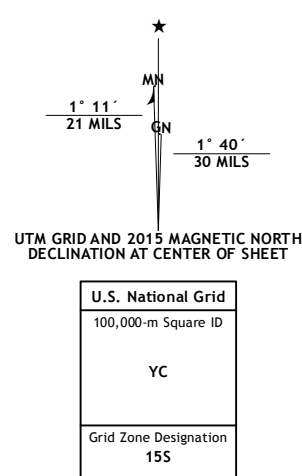 MN
1° 11´
21 MILS
GN
1° 40´
30 MILS
UTM GRID AND 2015 MAGNETIC NORTH
DECLINATION AT CENTER OF SHEET
U.S. National Grid
100,000-m Square ID
YC
Grid Zone Designation
15S